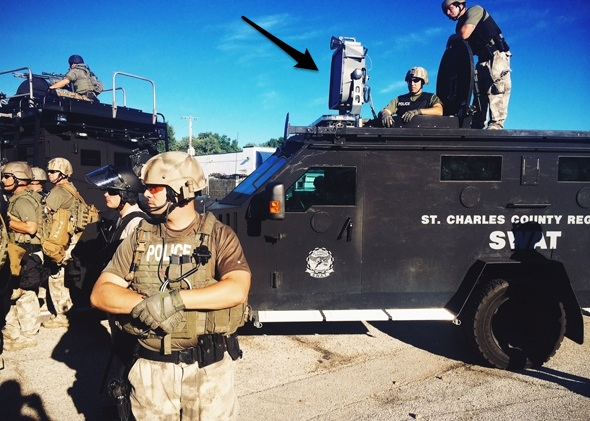 POLICE
ST. CHARLES COUNTY REG
SWAT
POLICE